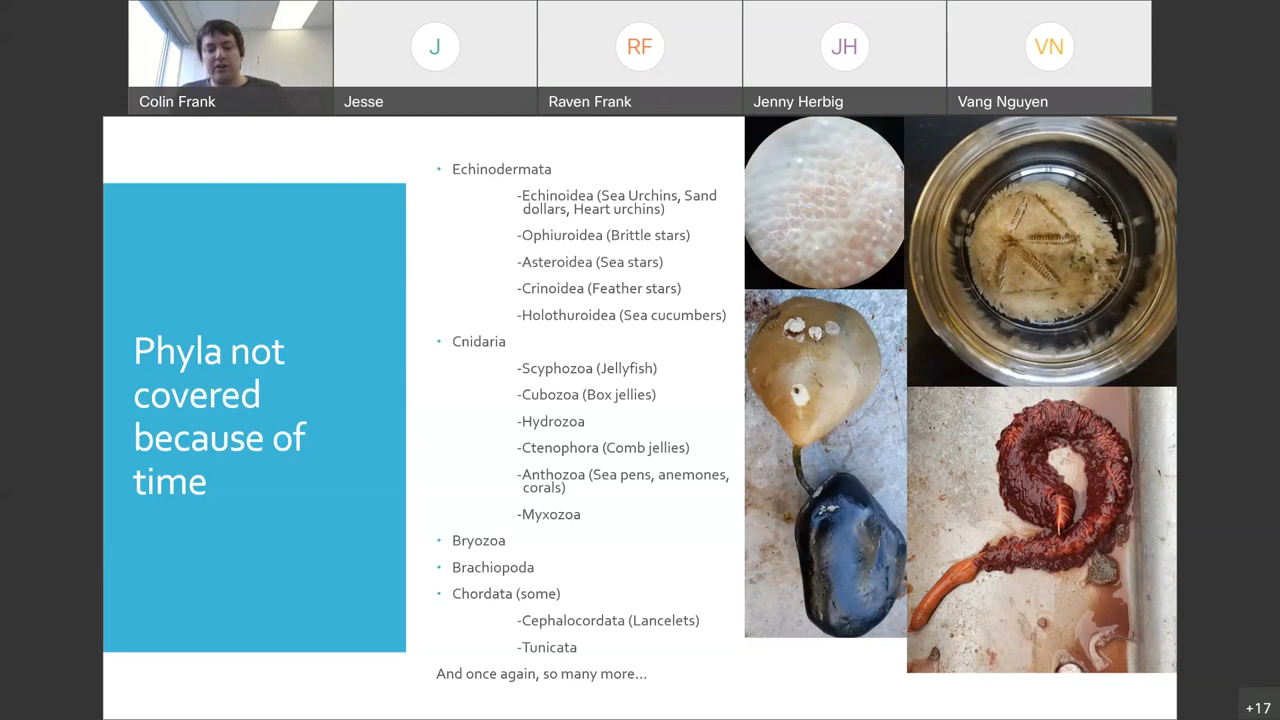 J
RF
JH
VN
Colin Frank
Jesse
Raven Frank
Jenny Herbig
Vang Nguyen
Phyla not
covered
because of
time
• Echinodermata
-Echinoidea (Sea Urchins, Sand
dollars, Heart urchins)
-Ophiuroidea (Brittle stars)
-Asteroidea (Sea stars)
-Crinoidea (Feather stars)
-Holothuroidea (Sea cucumbers)
• Cnidaria
-Scyphozoa (Jellyfish)
-Cubozoa (Box jellies)
-Hydrozoa
-Ctenophora (Comb jellies)
-Anthozoa (Sea pens, anemones,
corals)
-Myxozoa
• Bryozoa
• Brachiopoda
• Chordata (some)
-Cephalocordata (Lancelets)
-Tunicata
And once again, so many more...
+17